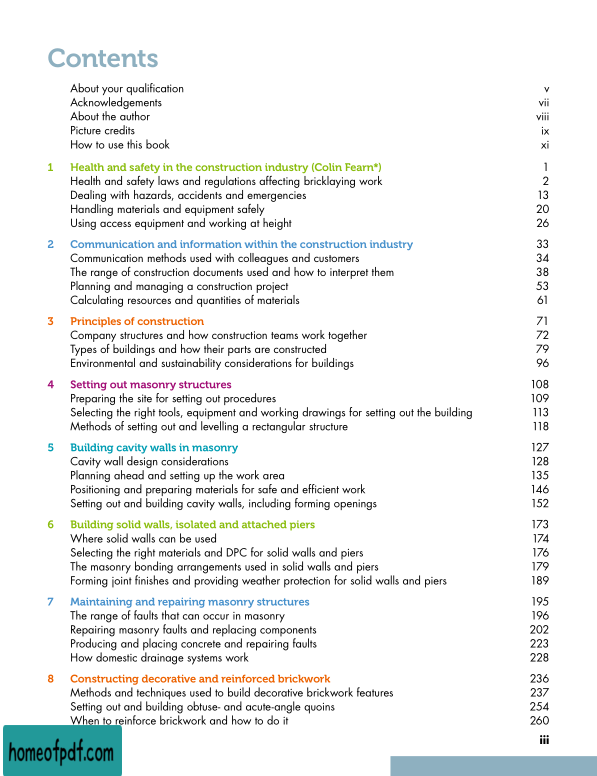 Contents
About your qualification v
Acknowledgements vii
About the author viii
Picture credits ix
How to use this book xi
1 Health and safety in the construction industry (Colin Fearn*) 1
Health and safety laws and regulations affecting bricklaying work 2
Dealing with hazards, accidents and emergencies 13
Handling materials and equipment safely 20
Using access equipment and working at height 26
2 Communication and information within the construction industry 33
Communication methods used with colleagues and customers 34
The range of construction documents used and how to interpret them 38
Planning and managing a construction project 53
Calculating resources and quantities of materials 61
3 Principles of construction 71
Company structures and how construction teams work together 72
Types of buildings and how their parts are constructed 79
Environmental and sustainability considerations for buildings 96
4 Setting out masonry structures 108
Preparing the site for setting out procedures 109
Selecting the right tools, equipment and working drawings for setting out the building 113
Methods of setting out and levelling a rectangular structure 118
5 Building cavity walls in masonry 127
Cavity wall design considerations 128
Planning ahead and setting up the work area 135
Positioning and preparing materials for safe and efficient work 146
Setting out and building cavity walls, including forming openings 152
6 Building solid walls, isolated and attached piers 173
Where solid walls can be used 174
Selecting the right materials and DPC for solid walls and piers 176
The masonry bonding arrangements used in solid walls and piers 179
Forming joint finishes and providing weather protection for solid walls and piers 189
7 Maintaining and repairing masonry structures 195
The range of faults that can occur in masonry 196
Repairing masonry faults and replacing components 202
Producing and placing concrete and repairing faults 223
How domestic drainage systems work 228
8 Constructing decorative and reinforced brickwork 236
Methods and techniques used to build decorative brickwork features 237
Setting out and building obtuse- and acute-angle quoins 254
When to reinforce brickwork and how to do it 260
iii
homeofpdf.com